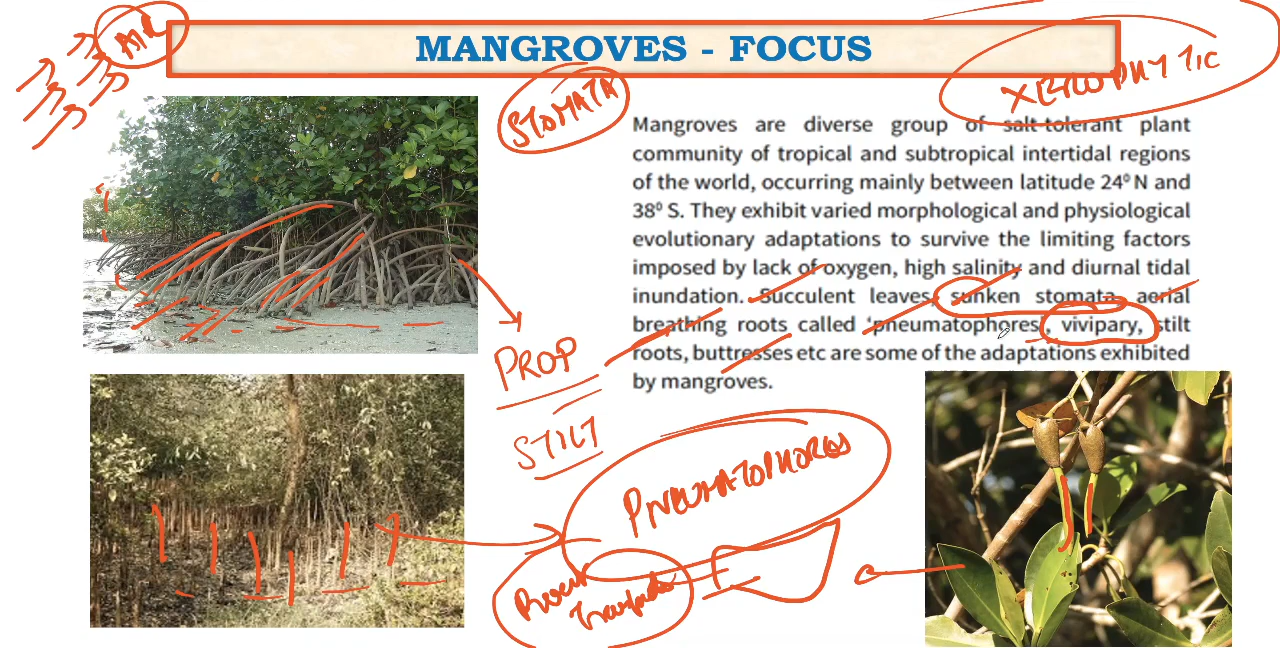 AIR
MANGROVES - FOCUS
XEROPHYTIC
STOMATA
Mangroves are diverse group of salt-tolerant plant
community of tropical and subtropical intertidal regions
of the world, occurring mainly between latitude 24⁰ N and
38⁰ S. They exhibit varied morphological and physiological
evolutionary adaptations to survive the limiting factors
imposed by lack of oxygen, high salinity and diurnal tidal
inundation. Succulent leaves, sunken stomata, aerial
breathing roots called ‘pneumatophores’, vivipary, stilt
roots, buttresses etc are some of the adaptations exhibited
by mangroves.
PROP
STILT
PNEUMATOPHORES